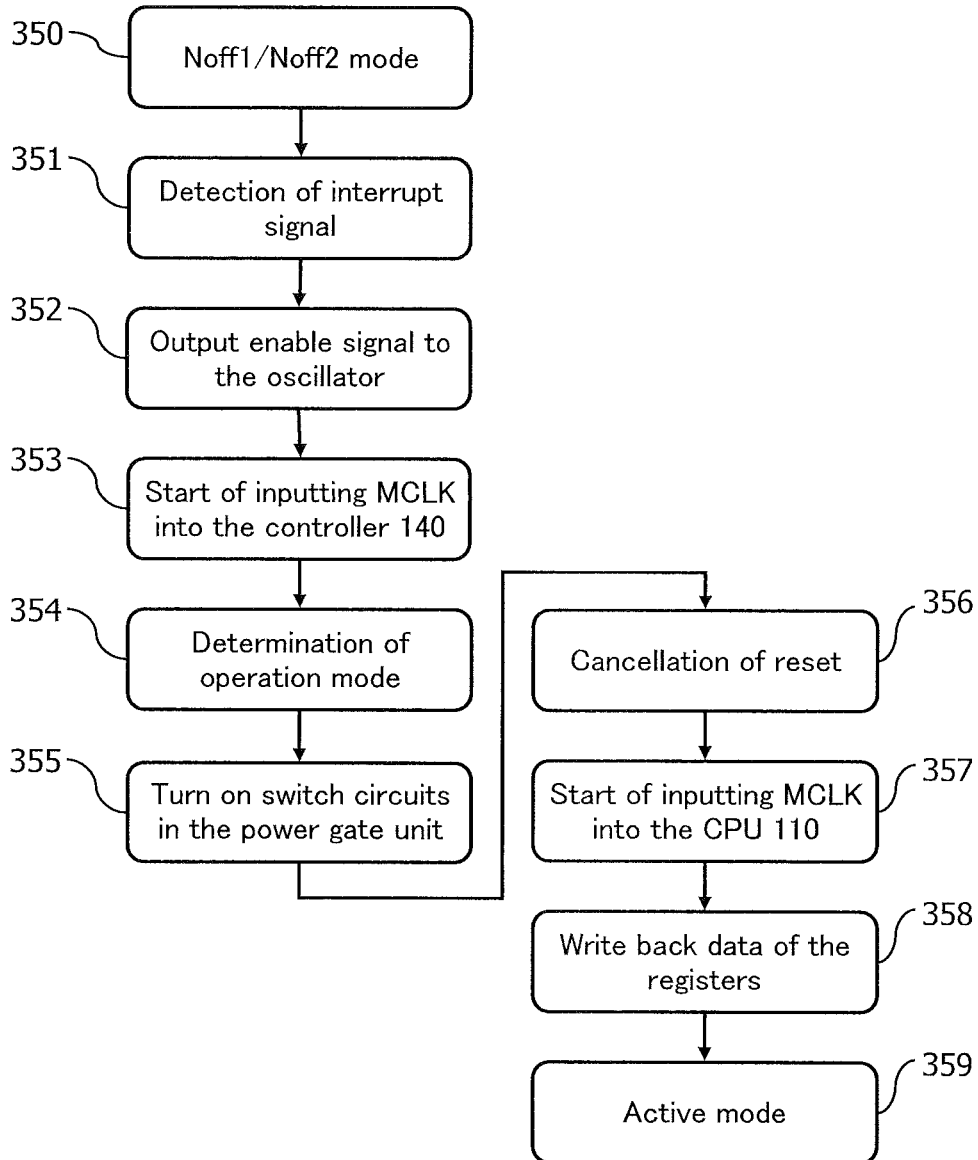 350
Noff1/Noff2 mode
351
Detection of interrupt
signal
352
Output enable signal to
the oscillator
353
Start of inputting MCLK
into the controller 140
354
Determination of
operation mode
355
Turn on switch circuits
in the power gate unit
356
Cancellation of reset
357
Start of inputting MCLK
into the CPU 110
358
Write back data of the
registers
359
Active mode